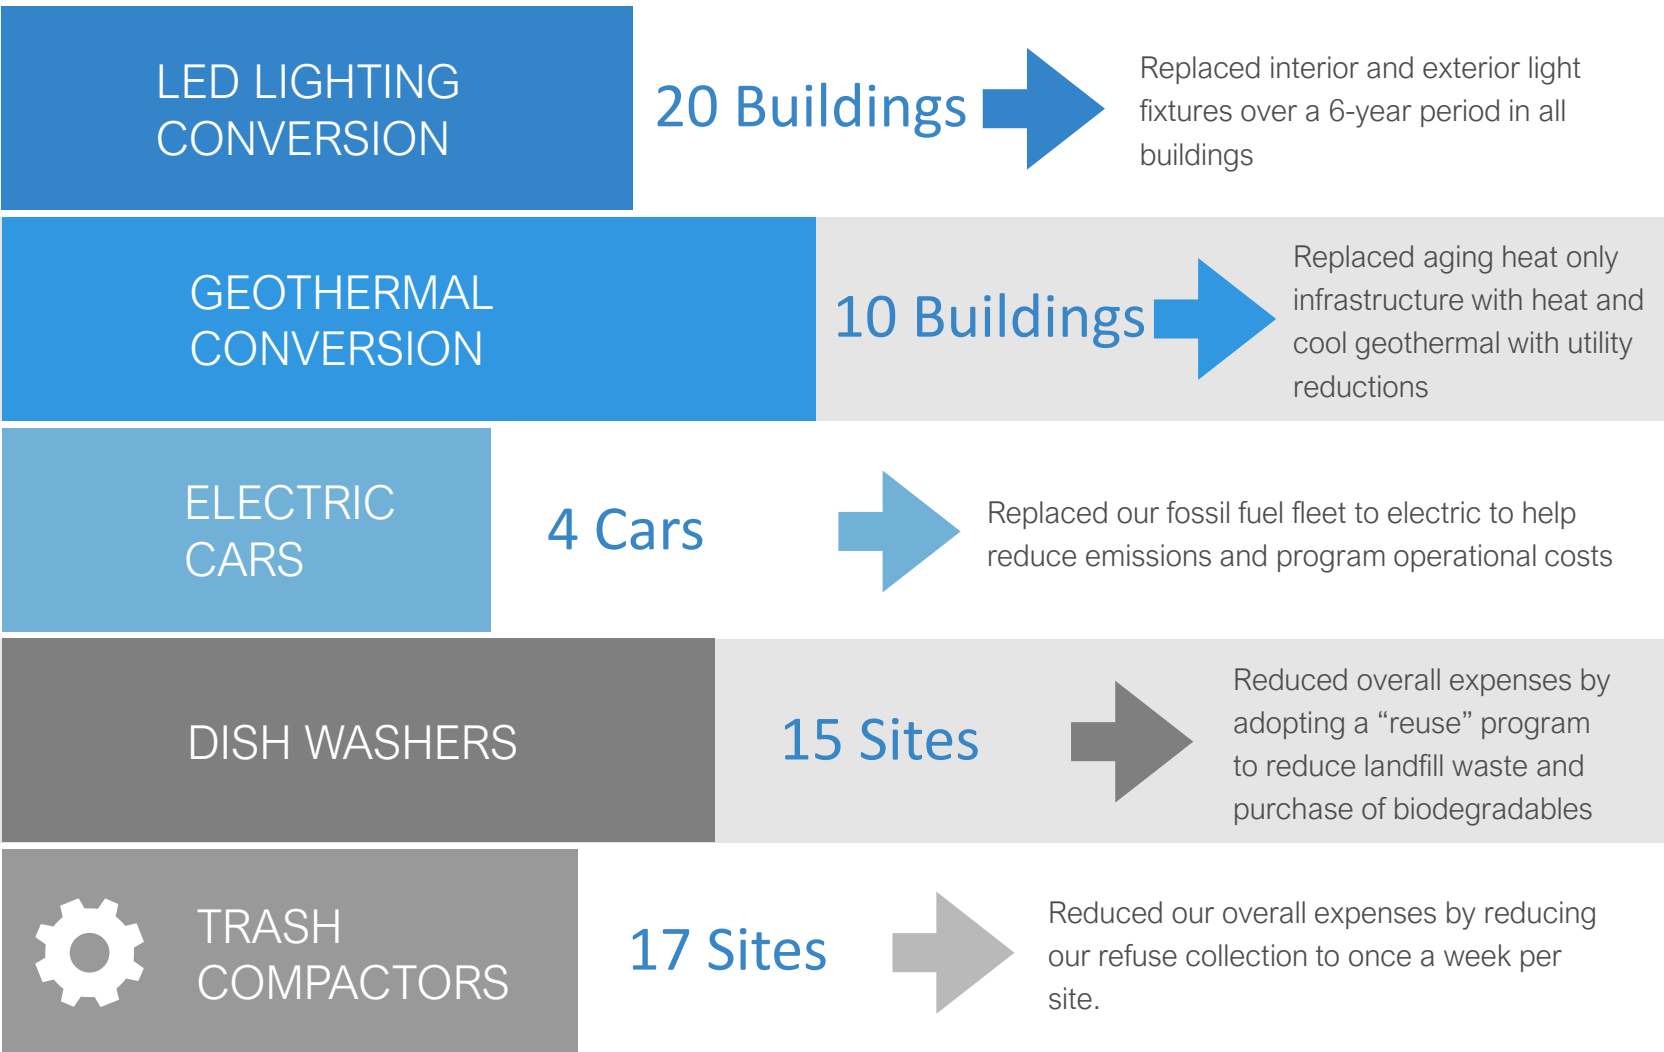 LED LIGHTING
CONVERSION
20 Buildings
Replaced interior and exterior light
fixtures over a 6-year period in all
buildings
GEOTHERMAL
CONVERSION
10 Buildings
Replaced aging heat only
infrastructure with heat and
cool geothermal with utility
reductions
ELECTRIC
CARS
4 Cars
Replaced our fossil fuel fleet to electric to help
reduce emissions and program operational costs
DISH WASHERS
15 Sites
Reduced overall expenses by
adopting a “reuse” program
to reduce landfill waste and
purchase of biodegradables
TRASH
COMPACTORS
17 Sites
Reduced our overall expenses by reducing
our refuse collection to once a week per
site.